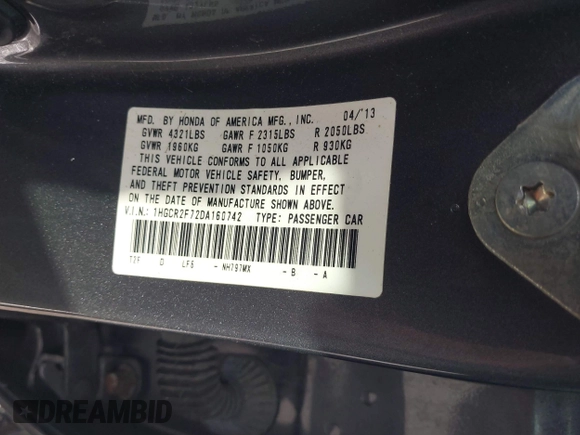 MFD. BY HONDA OF AMERICA MFG., INC. 04/'13
GVWR 4321LBS GAWR F 2315LBS R 2050LBS
GVWR 1960KG GAWR F 1050KG R 930KG
THIS VEHICLE CONFORMS TO ALL APPLICABLE
FEDERAL MOTOR VEHICLE SAFETY, BUMPER,
AND THEFT PREVENTION STANDARDS IN EFFECT
ON THE DATE OF MANUFACTURE SHOWN ABOVE.
V.I.N.: 1HGCR2F72DA160742 TYPE: PASSENGER CAR
T2F D LF6 - NH797MX - B - A
DREAMBID